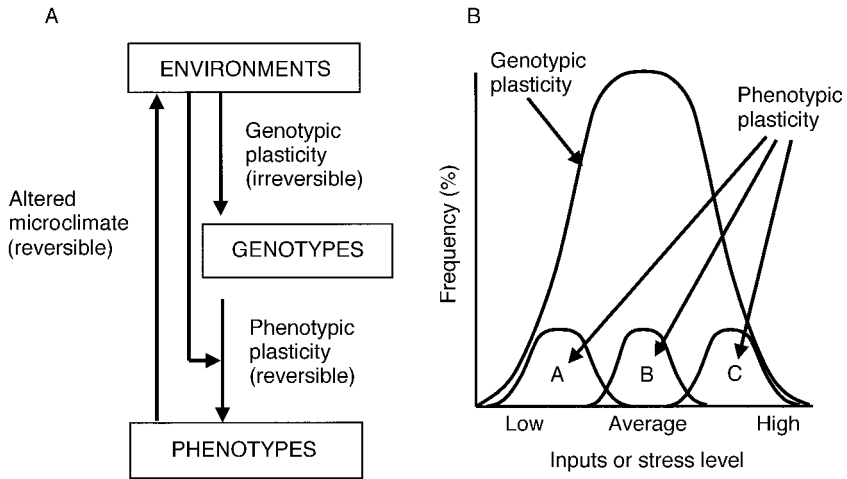 A
ENVIRONMENTS
Genotypic
plasticity
(irreversible)
Altered
microclimate
(reversible)
GENOTYPES
Phenotypic
plasticity
(reversible)
PHENOTYPES
B
Genotypic
plasticity
Phenotypic
plasticity
Frequency (%)
A B C
Low Average High
Inputs or stress level